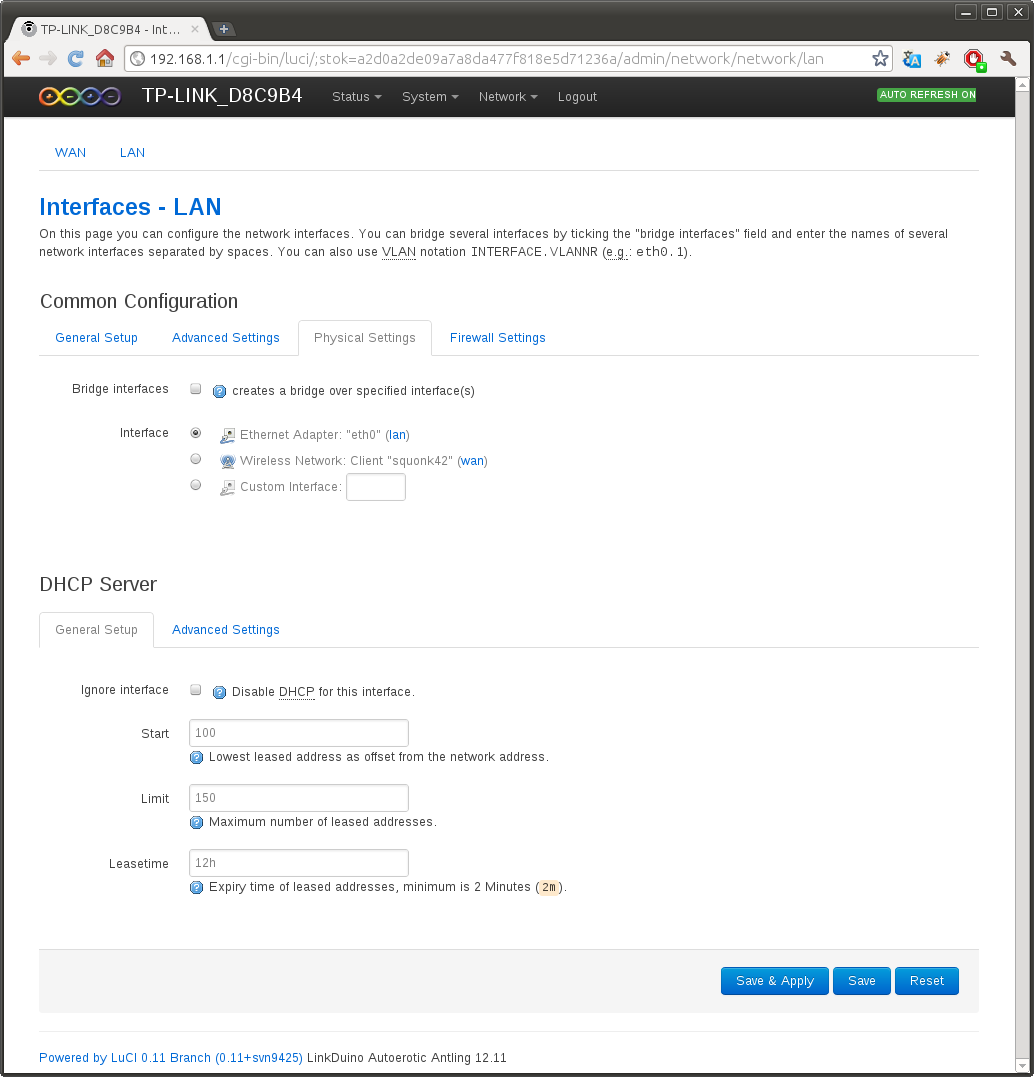 TP-LINK_D8C9B4 - Int...
192.168.1.1/cgi-bin/luci/;stok=a2d0a2de09a7a8da477f818e5d71236a/admin/network/network/lan
TP-LINK_D8C9B4 Status System Network Logout AUTO REFRESH ON
WAN LAN
Interfaces - LAN
On this page you can configure the network interfaces. You can bridge several interfaces by ticking the "bridge interfaces" field and enter the names of several
network interfaces separated by spaces. You can also use VLAN notation INTERFACE.VLANNR (e.g.: eth0.1).
Common Configuration
General Setup Advanced Settings Physical Settings Firewall Settings
Bridge interfaces creates a bridge over specified interface(s)
Interface Ethernet Adapter: "eth0" (lan)
Wireless Network: Client "squonk42" (wan)
Custom Interface:
DHCP Server
General Setup Advanced Settings
Ignore interface Disable DHCP for this interface.
Start 100
Lowest leased address as offset from the network address.
Limit 150
Maximum number of leased addresses.
Leasetime 12h
Expiry time of leased addresses, minimum is 2 Minutes (2m).
Save & Apply Save Reset
Powered by LuCI 0.11 Branch (0.11+svn9425) LinkDuino Autoerotic Antling 12.11